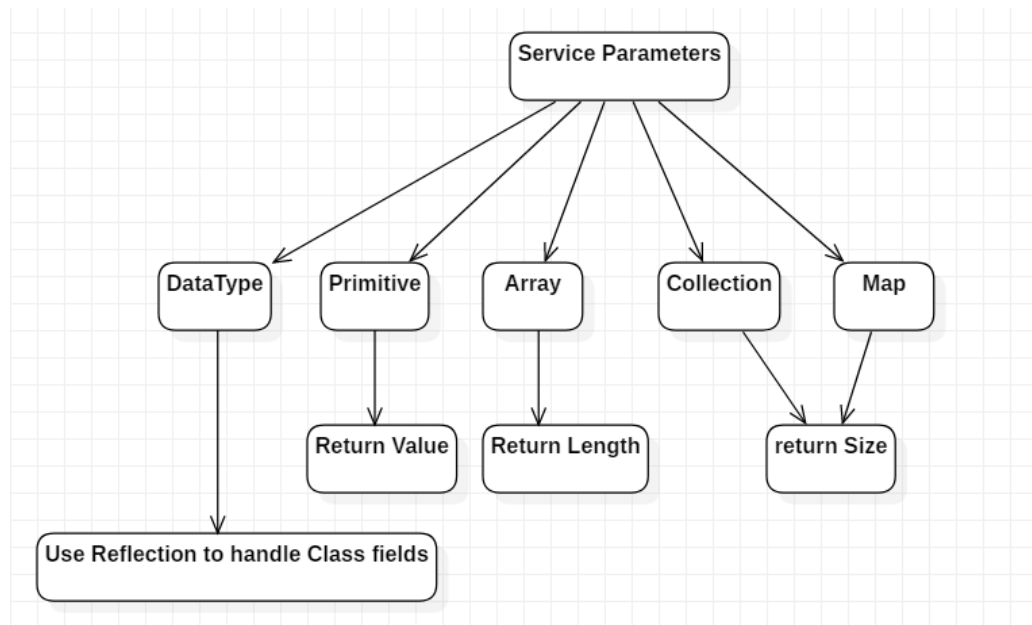 Service Parameters
DataType
Primitive
Array
Collection
Map
Return Value
Return Length
return Size
Use Reflection to handle Class fields